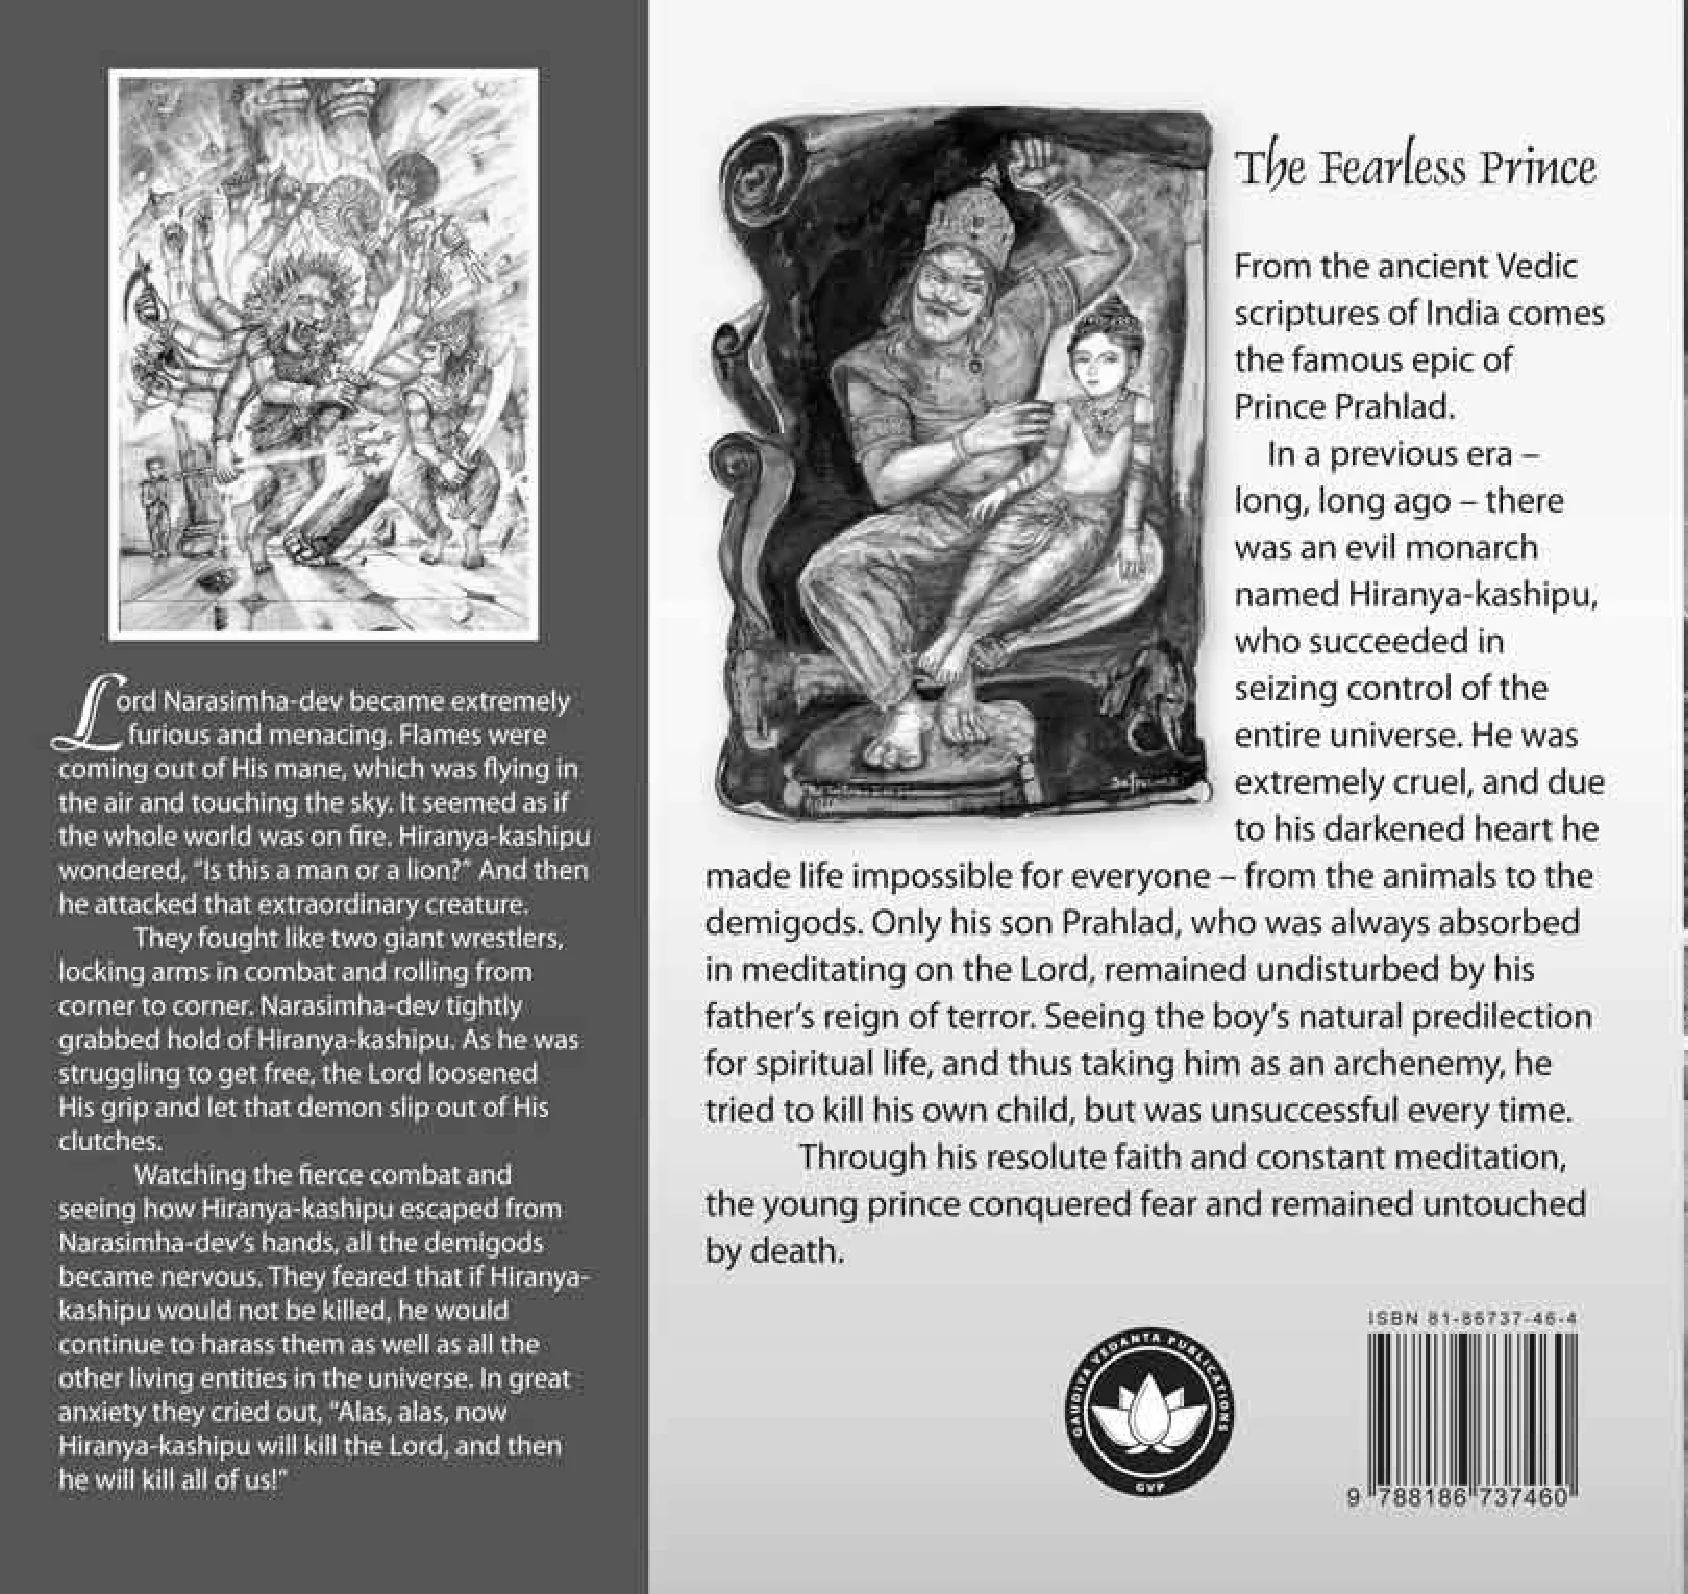 Lord Narasimha-dev became extremely
furious and menacing. Flames were
coming out of His mane, which was flying in
the air and touching the sky. It seemed as if
the whole world was on fire. Hiranya-kashipu
wondered, "Is this a man or a lion?" And then
he attacked that extraordinary creature.
They fought like two giant wrestlers,
locking arms in combat and rolling from
corner to corner. Narasimha-dev tightly
grabbed hold of Hiranya-kashipu. As he was
struggling to get free, the Lord loosened
His grip and let that demon slip out of His
clutches.
Watching the fierce combat and
seeing how Hiranya-kashipu escaped from
Narasimha-dev's hands, all the demigods
became nervous. They feared that if Hiranya-
kashipu would not be killed, he would
continue to harass them as well as all the
other living entities in the universe. In great
anxiety they cried out, "Alas, alas, now
Hiranya-kashipu will kill the Lord, and then
he will kill all of us!"
The Fearless Prince
From the ancient Vedic
scriptures of India comes
the famous epic of
Prince Prahlad.
In a previous era –
long, long ago – there
was an evil monarch
named Hiranya-kashipu,
who succeeded in
seizing control of the
entire universe. He was
extremely cruel, and due
to his darkened heart he
made life impossible for everyone – from the animals to the
demigods. Only his son Prahlad, who was always absorbed
in meditating on the Lord, remained undisturbed by his
father's reign of terror. Seeing the boy's natural predilection
for spiritual life, and thus taking him as an archenemy, he
tried to kill his own child, but was unsuccessful every time.
Through his resolute faith and constant meditation,
the young prince conquered fear and remained untouched
by death.
GAUDIYA VEDANTA PUBLICATIONS
GVP
ISBN 81-86737-46-4
9 788186 737460